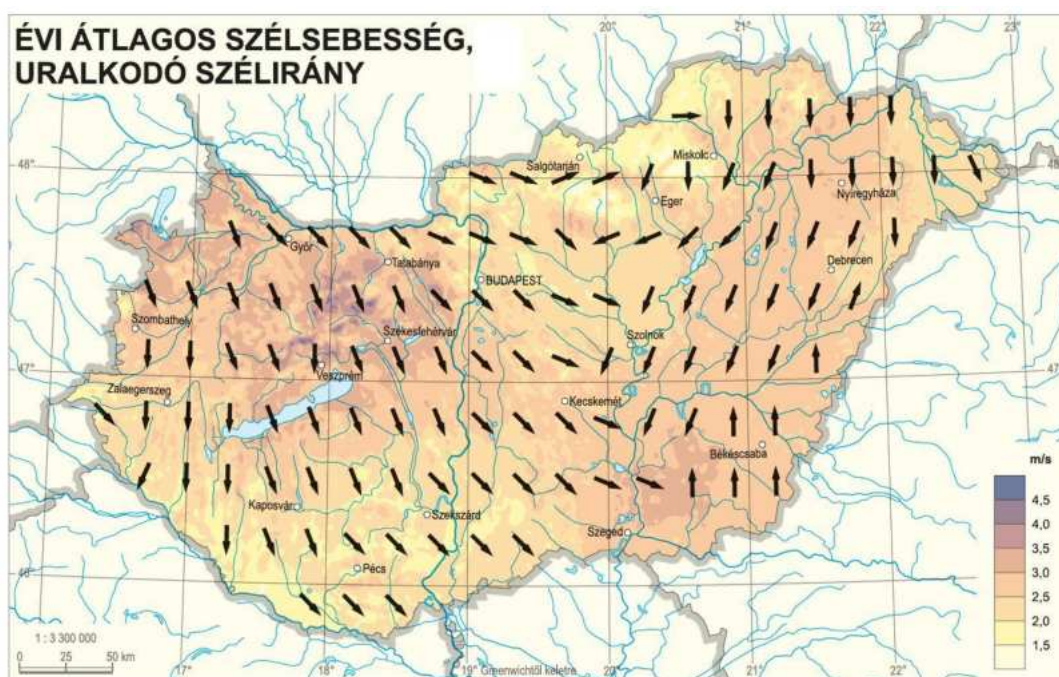 ÉVI ÁTLAGOS SZÉLSEBESSÉG,
URALKODÓ SZÉLIRÁNY
20°
21°
22°
23°
48°
Salgótarján
Miskolc
Eger
Nyíregyháza
Győr
Tatabánya
BUDAPEST
Debrecen
Szombathely
Székesfehérvár
Szolnok
47°
Veszprém
47°
Zalaegerszeg
Kecskemét
Békéscsaba
Kaposvár
Szekszárd
Szeged
Pécs
m/s
4,5
4,0
3,5
3,0
2,5
2,0
1,5
1 : 3 300 000
0 25 50 km
17°
18°
19° Greenwichtől keletre
20°
21°
22°